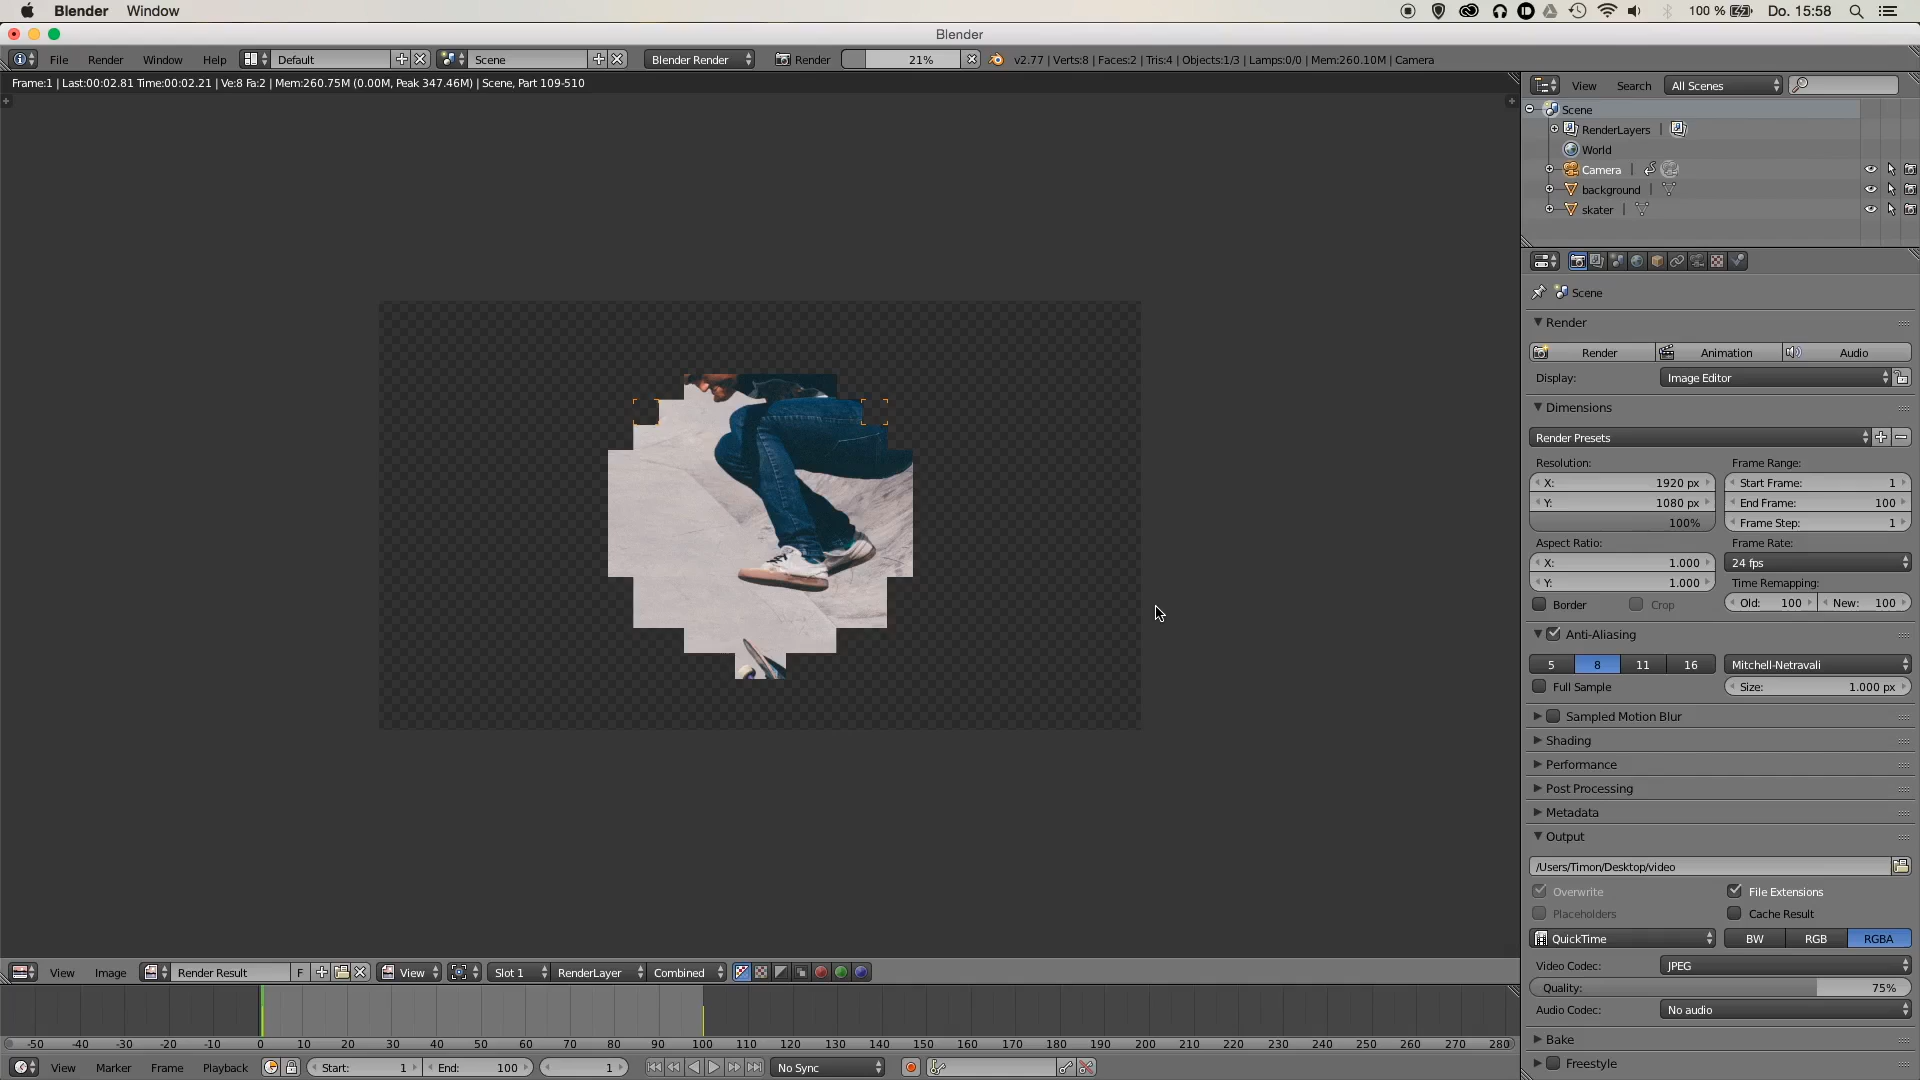 Blender Window 100 % Do. 15:58
Blender
File Render Window Help Default Scene Blender Render Render 21% v2.77 | Verts:8 | Faces:2 | Tris:4 | Objects:1/3 | Lamps:0/0 | Mem:260.10M | Camera
Frame:1 | Last:00:02.81 Time:00:02.21 | Ve:8 Fa:2 | Mem:260.75M (0.00M, Peak 347.46M) | Scene, Part 109-510
View Search All Scenes
Scene
RenderLayers |
World
Camera |
background |
skater |
Scene
Render
Render Animation Audio
Display: Image Editor
Dimensions
Render Presets
Resolution: Frame Range:
X: 1920 px Start Frame: 1
Y: 1080 px End Frame: 100
100% Frame Step: 1
Aspect Ratio: Frame Rate:
X: 1.000 24 fps
Y: 1.000 Time Remapping:
Border Crop Old: 100 New: 100
Anti-Aliasing
5 8 11 16 Mitchell-Netravali
Full Sample Size: 1.000 px
Sampled Motion Blur
Shading
Performance
Post Processing
Metadata
Output
/Users/Timon/Desktop/video
Overwrite File Extensions
Placeholders Cache Result
QuickTime BW RGB RGBA
Video Codec: JPEG
Quality: 75%
Audio Codec: No audio
Bake
Freestyle
View Image Render Result F View Slot 1 RenderLayer Combined
-50 -40 -30 -20 -10 0 10 20 30 40 50 60 70 80 90 100 110 120 130 140 150 160 170 180 190 200 210 220 230 240 250 260 270 280
View Marker Frame Playback Start: 1 End: 100 1 No Sync